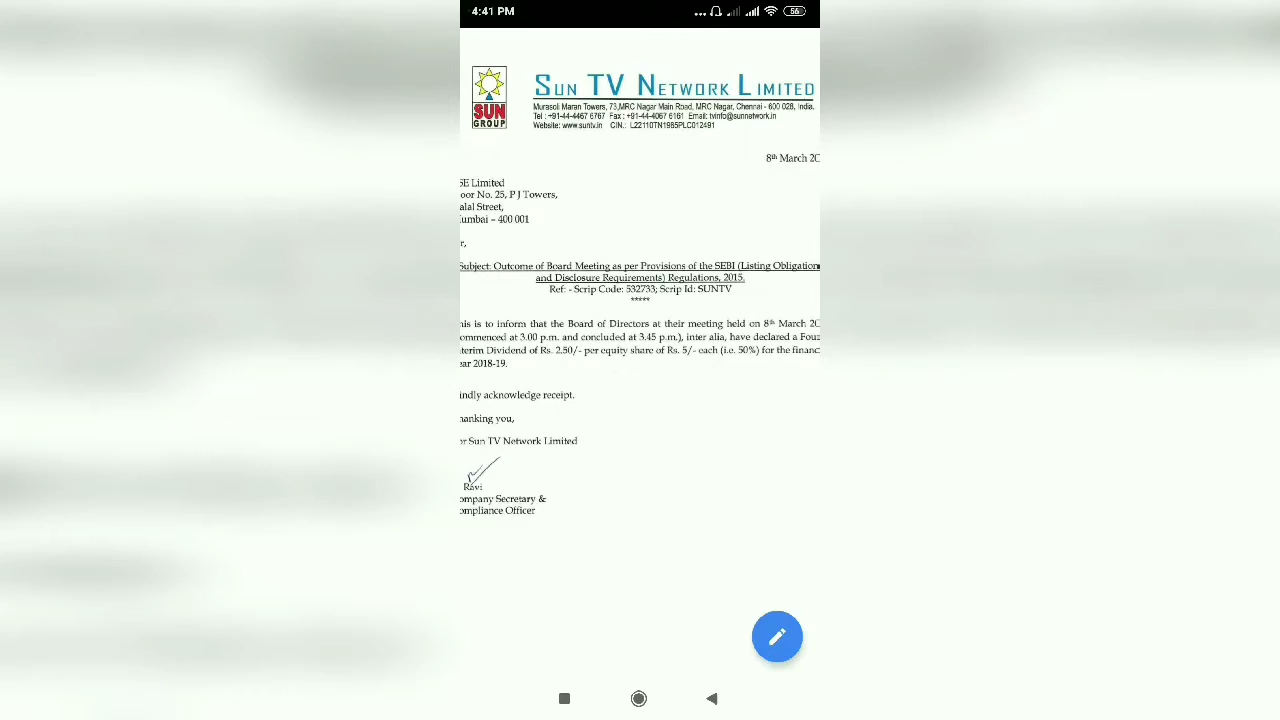 4:41 PM
56
SUN TV NETWORK LIMITED
Murasoli Maran Towers, 73,MRC Nagar Main Road, MRC Nagar, Chennai - 600 028, India.
Tel : +91-44-4467 6767 Fax : +91-44-4067 6161 Email: tvinfo@sunnetwork.in
Website: www.suntv.in CIN.: L22110TN1985PLC012491
SUN
GROUP
8th March 20
SE Limited
oor No. 25, P J Towers,
alal Street,
umbai – 400 001
r,
Subject: Outcome of Board Meeting as per Provisions of the SEBI (Listing Obligation
and Disclosure Requirements) Regulations, 2015.
Ref: - Scrip Code: 532733; Scrip Id: SUNTV
*****
his is to inform that the Board of Directors at their meeting held on 8th March 20
ommenced at 3.00 p.m. and concluded at 3.45 p.m.), inter alia, have declared a Four
nterim Dividend of Rs. 2.50/- per equity share of Rs. 5/- each (i.e. 50%) for the financ
ear 2018-19.
indly acknowledge receipt.
hanking you,
or Sun TV Network Limited
Ravi
ompany Secretary &
ompliance Officer